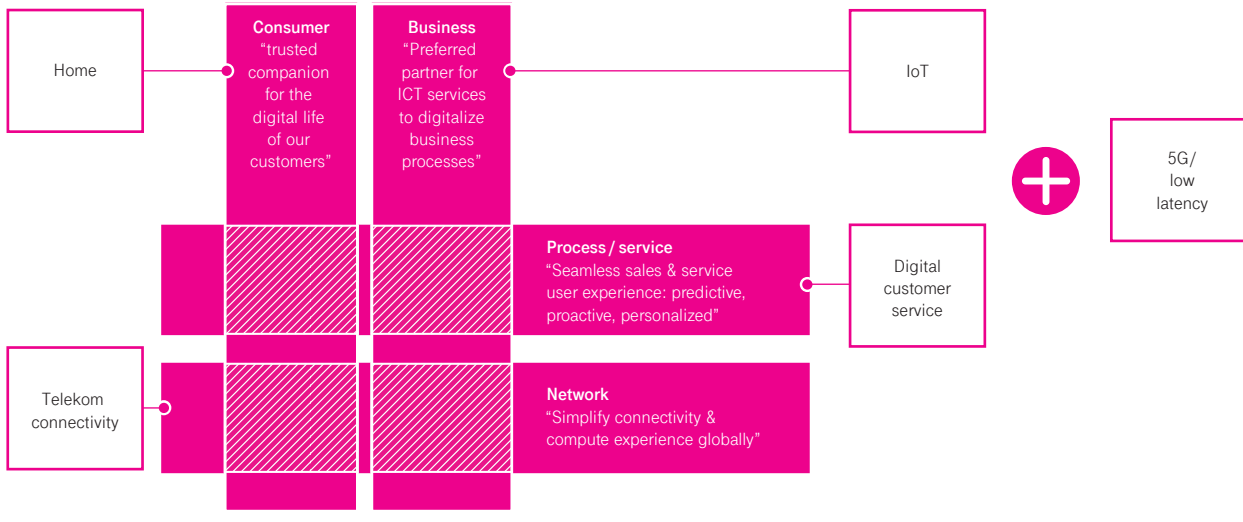 Home
Consumer
“trusted
companion
for the
digital life
of our
customers”
Business
“Preferred
partner for
ICT services
to digitalize
business
processes”
IoT
5G/
low
latency
Process / service
“Seamless sales & service
user experience: predictive,
proactive, personalized”
Digital
customer
service
Telekom
connectivity
Network
“Simplify connectivity &
compute experience globally”